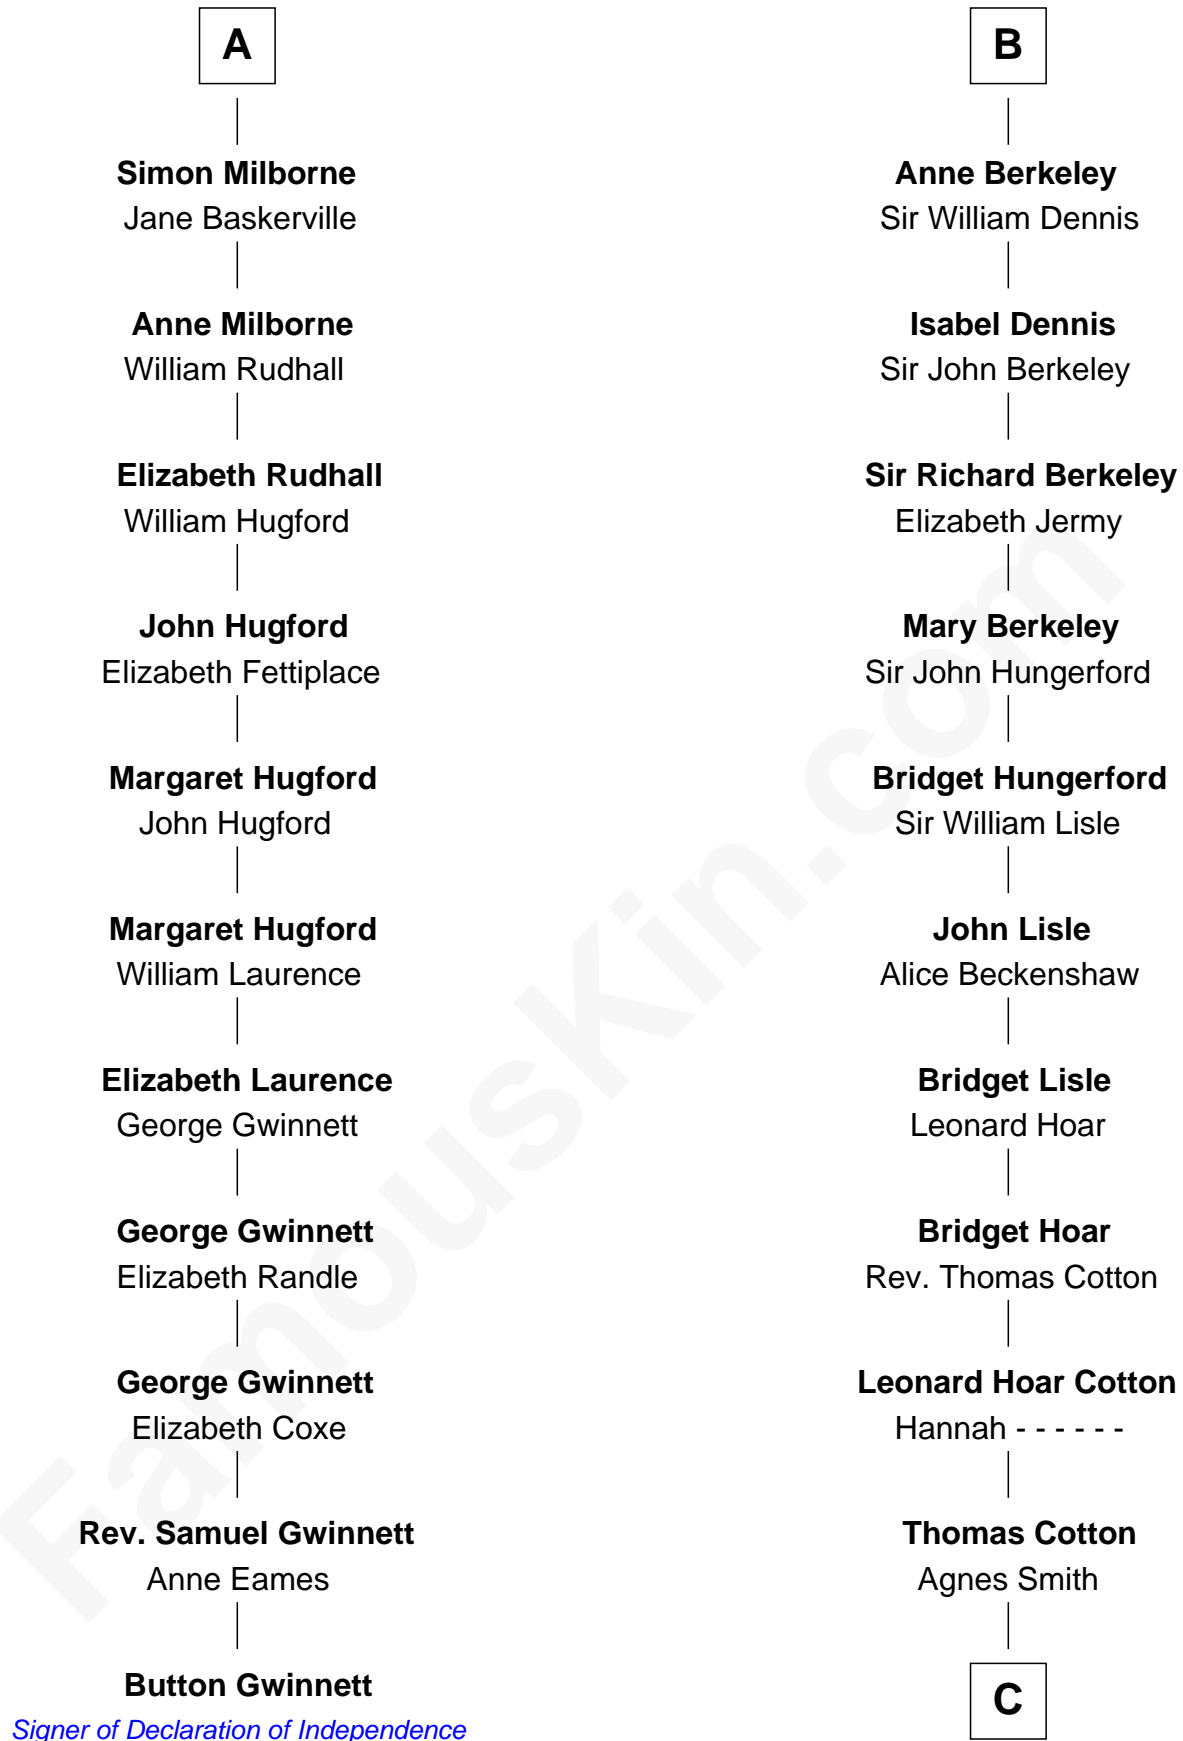 A
Simon Milborne
Jane Baskerville
Anne Milborne
William Rudhall
Elizabeth Rudhall
William Hugford
John Hugford
Elizabeth Fettiplace
Margaret Hugford
John Hugford
Margaret Hugford
William Laurence
Elizabeth Laurence
George Gwinnett
George Gwinnett
Elizabeth Randle
George Gwinnett
Elizabeth Coxe
Rev. Samuel Gwinnett
Anne Eames
Button Gwinnett
Signer of Declaration of Independence
B
Anne Berkeley
Sir William Dennis
Isabel Dennis
Sir John Berkeley
Sir Richard Berkeley
Elizabeth Jermy
Mary Berkeley
Sir John Hungerford
Bridget Hungerford
Sir William Lisle
John Lisle
Alice Beckenshaw
Bridget Lisle
Leonard Hoar
Bridget Hoar
Rev. Thomas Cotton
Leonard Hoar Cotton
Hannah - - - - - -
Thomas Cotton
Agnes Smith
C
FamousKin.com